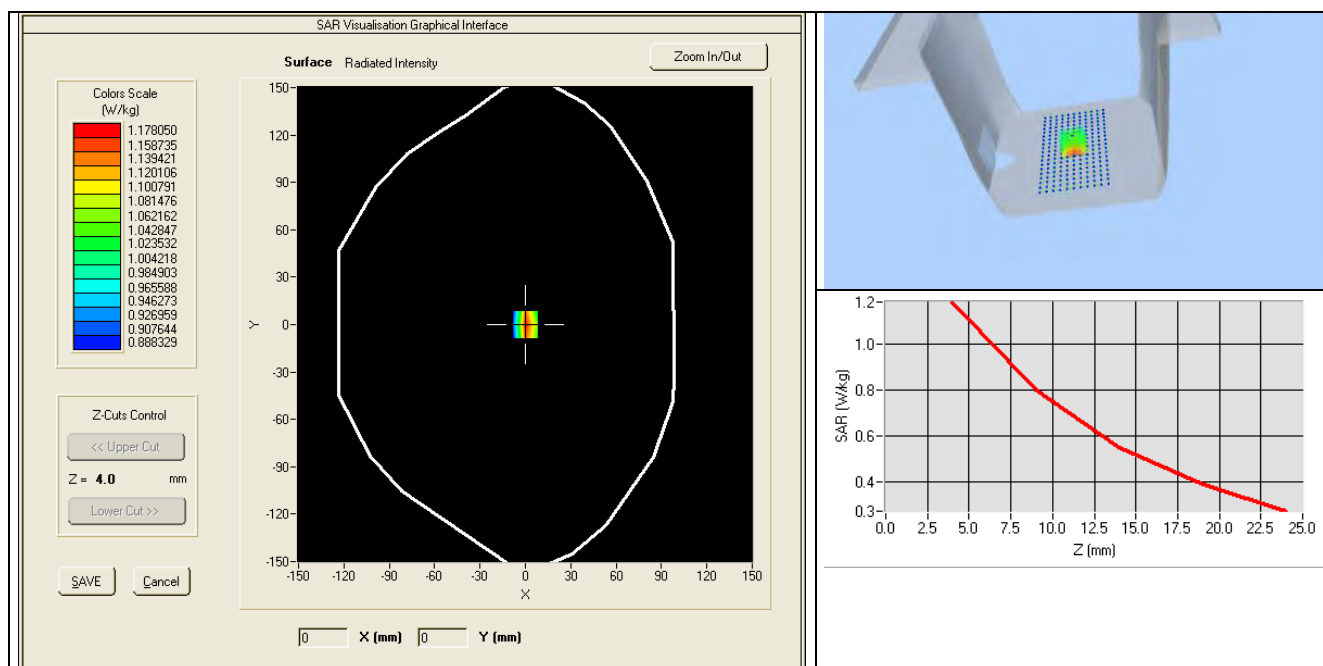 SAR Visualisation Graphical Interface
Surface Radiated Intensity
Zoom In/Out
Colors Scale
(W/kg)
1.178050
1.158735
1.139421
1.120106
1.100791
1.081476
1.062162
1.042847
1.023532
1.004218
0.984903
0.965588
0.946273
0.926959
0.907644
0.888329
Z-Cuts Control
<< Upper Cut
Z = 4.0 mm
Lower Cut >>
SAVE
Cancel
150-
120-
90-
60-
30-
0-
-30-
-60-
-90-
-120-
-150-
Y
-150 -120 -90 -60 -30 0 30 60 90 120 150
X
0 X (mm) 0 Y (mm)
1.2
1.0
0.8
0.6
0.4
0.3
SAR (W/kg)
0.0 2.5 5.0 7.5 10.0 12.5 15.0 17.5 20.0 22.5 25.0
Z (mm)